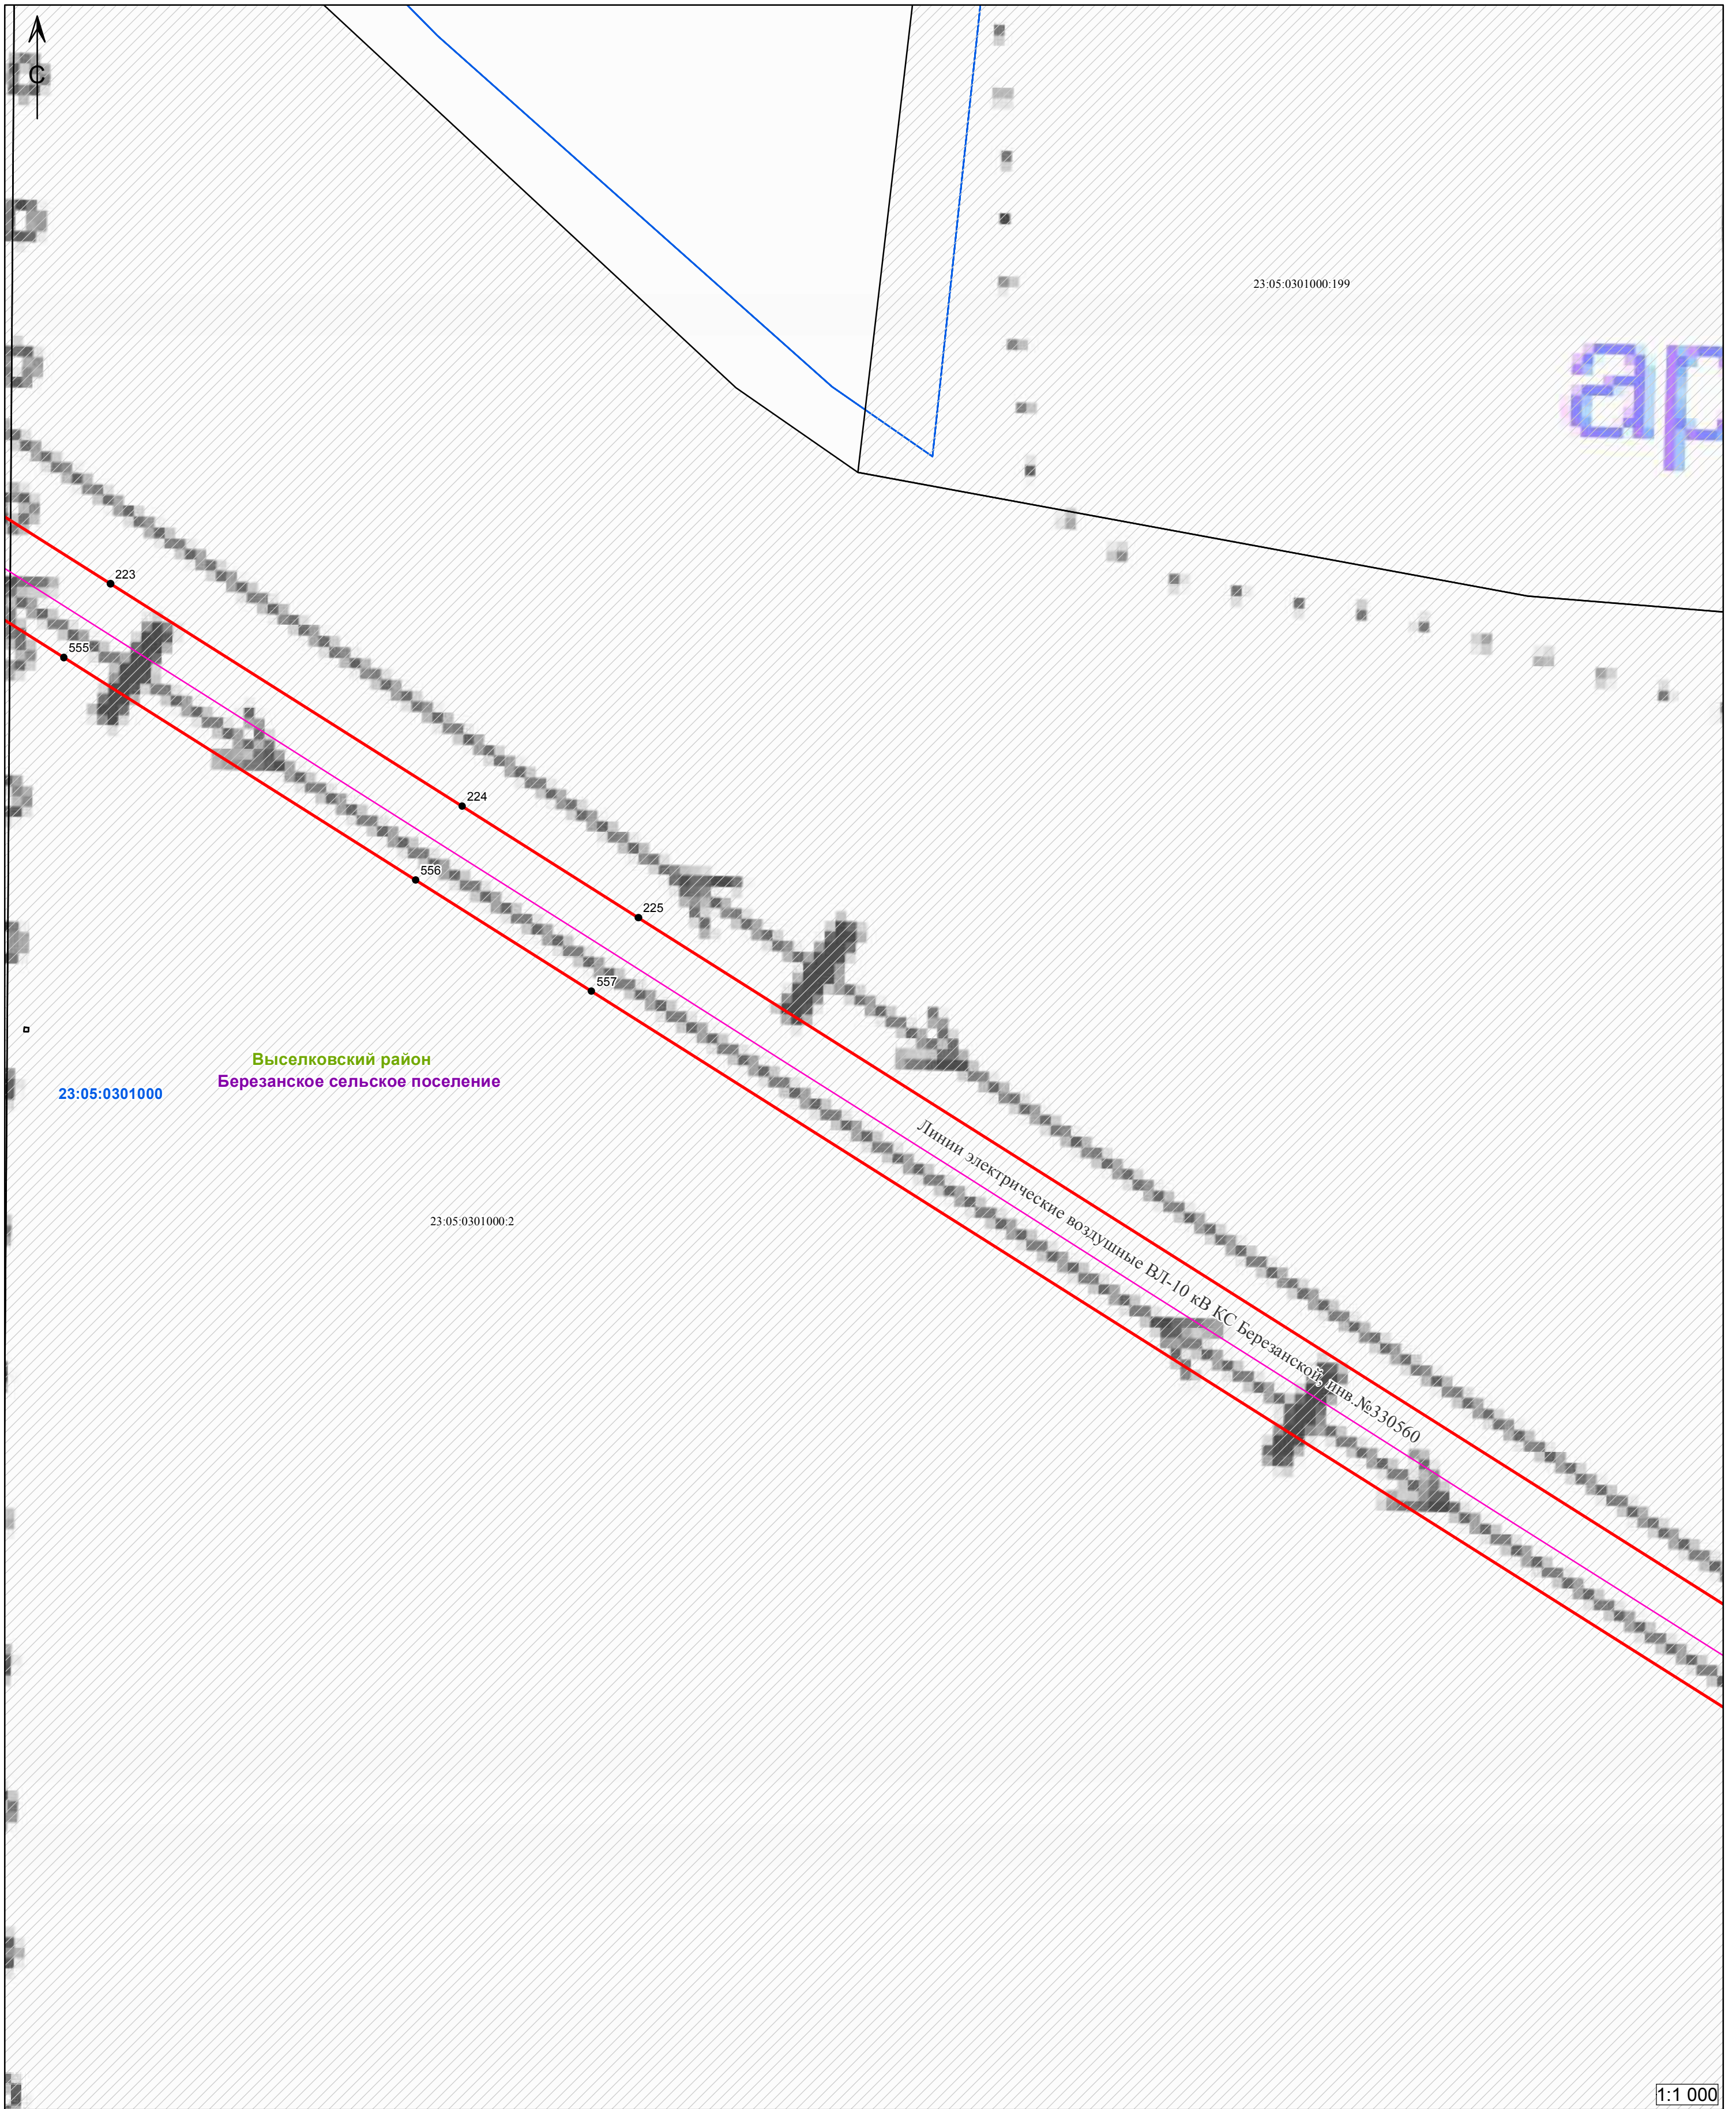 С
23:05:0301000:199
ар
223
555
224
556
225
557
Выселковский район
Березанское сельское поселение
23:05:0301000
Линии электрические воздушные ВЛ-10 кВ КС Березанской, инв.№330560
23:05:0301000:2
1:1 000